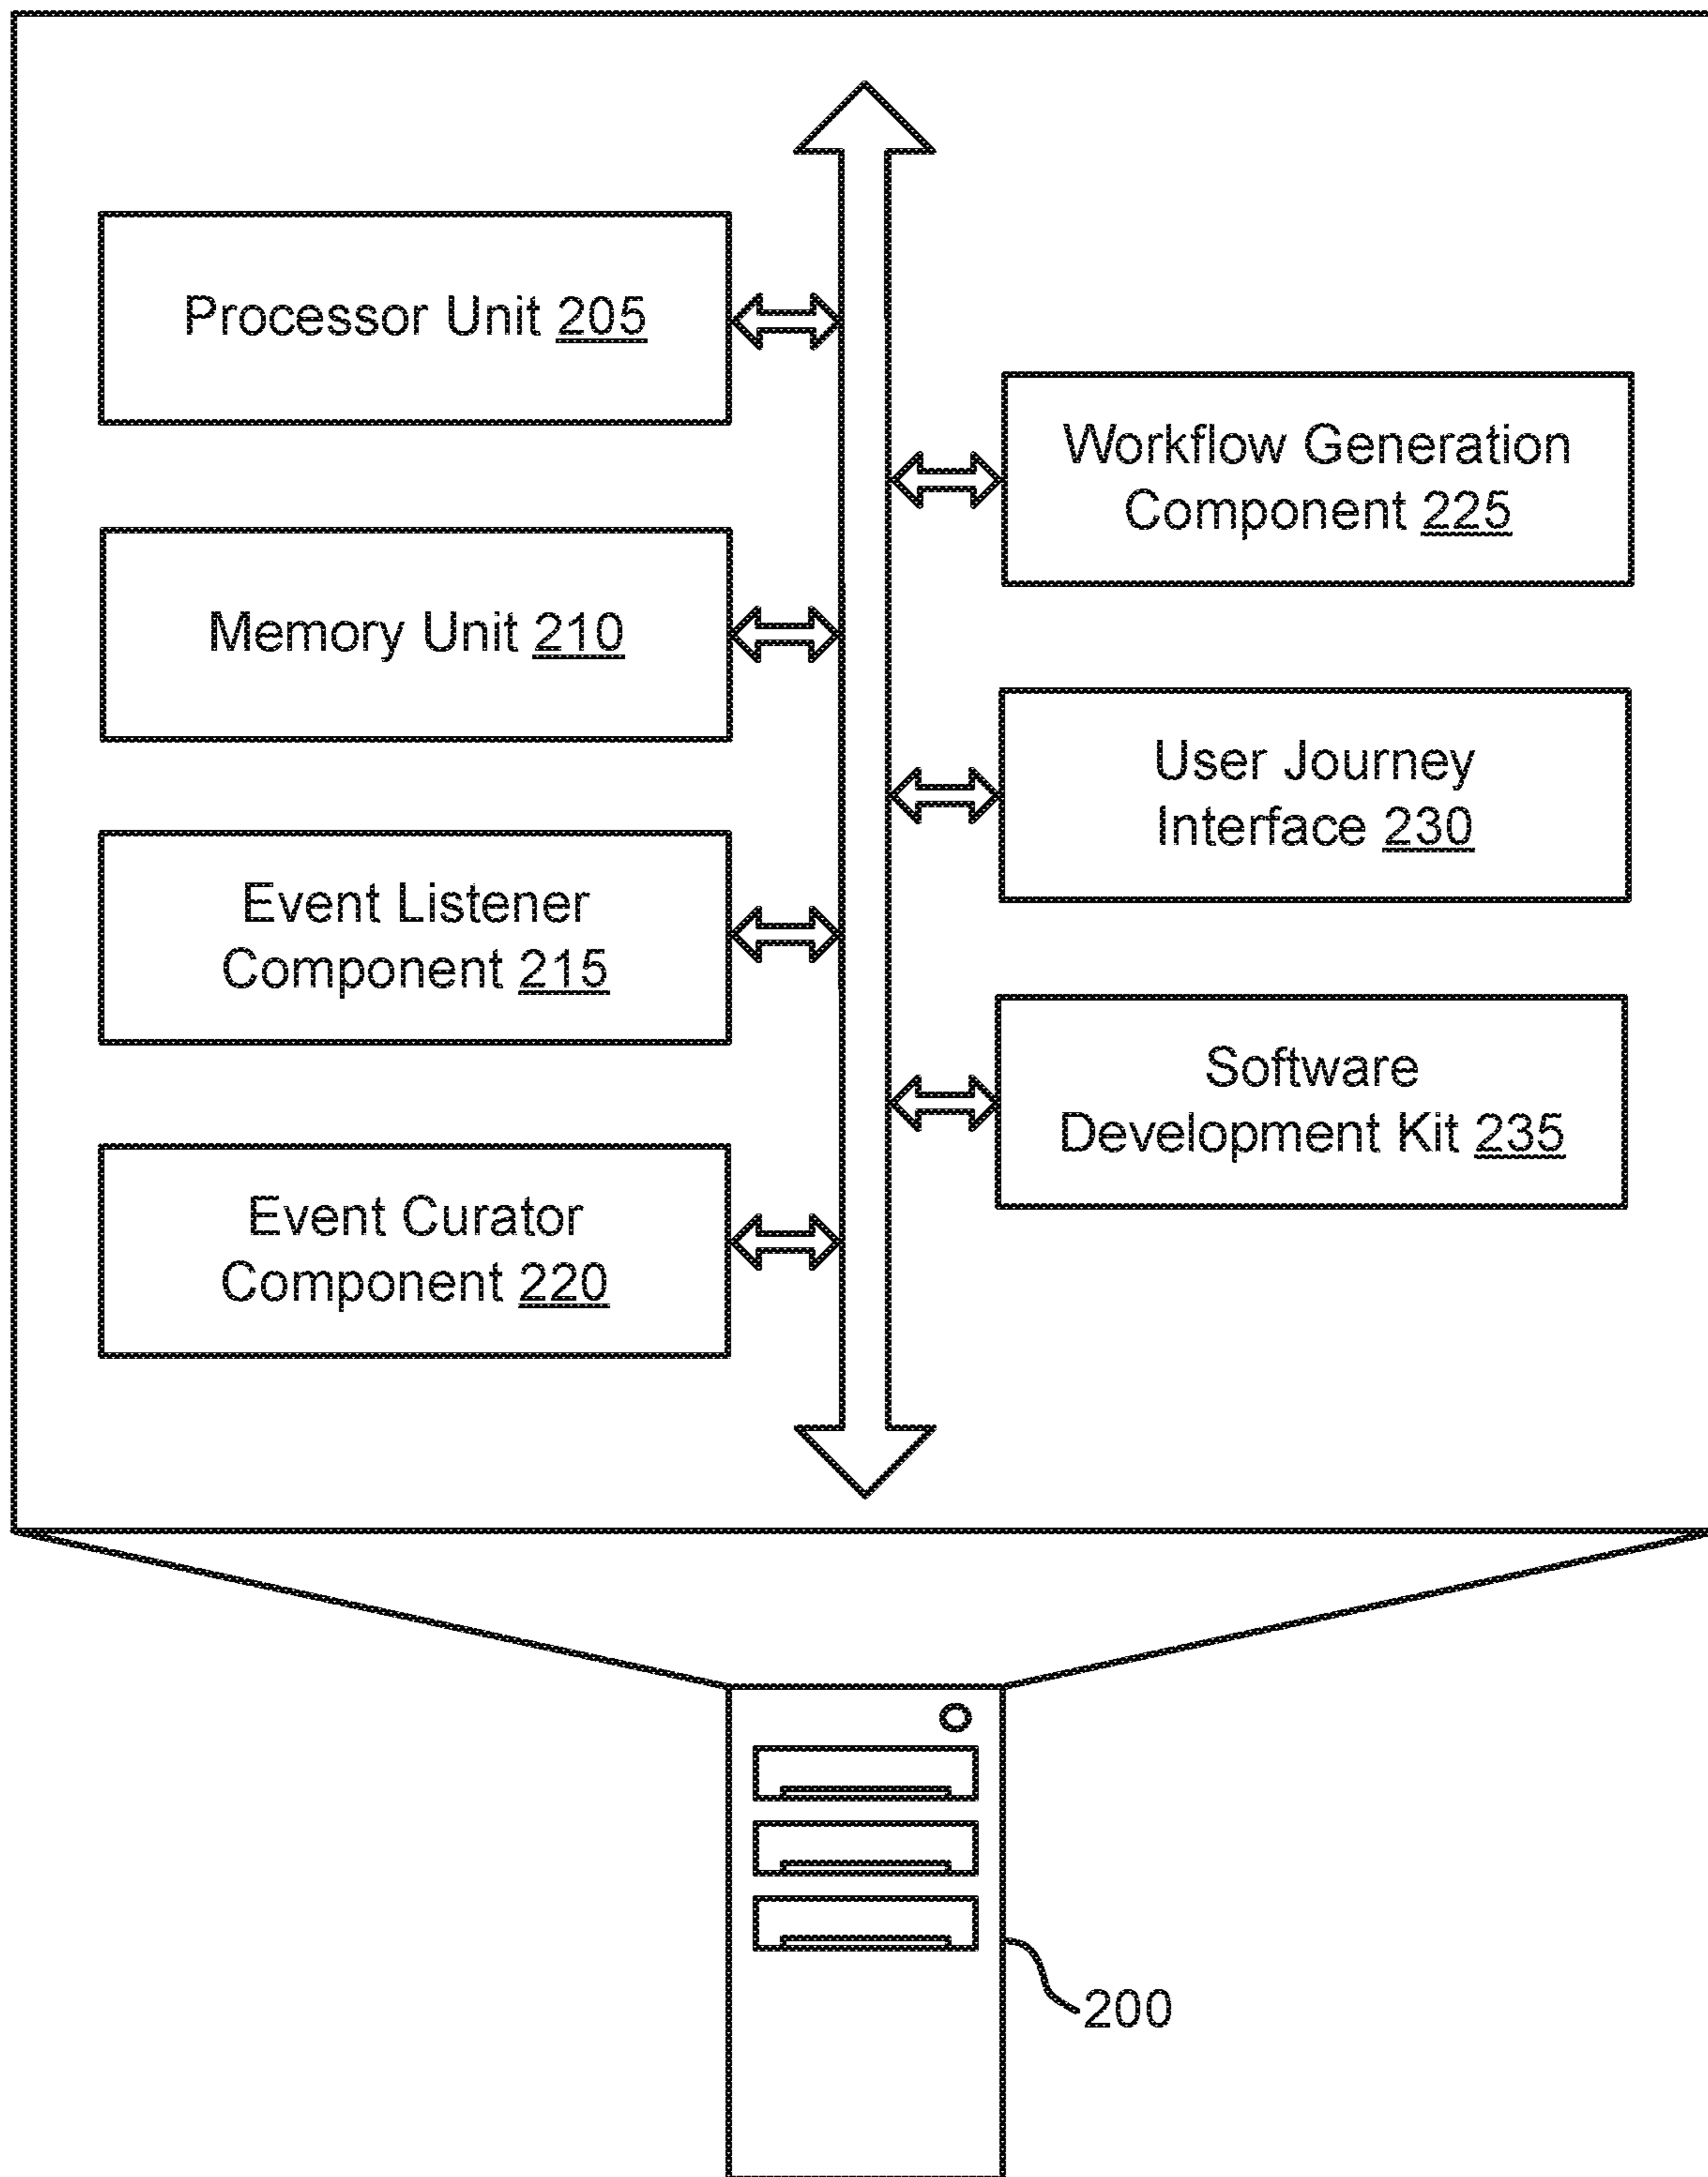 Processor Unit 205
Memory Unit 210
Event Listener
Component 215
Event Curator
Component 220
Workflow Generation
Component 225
User Journey
Interface 230
Software
Development Kit 235
200